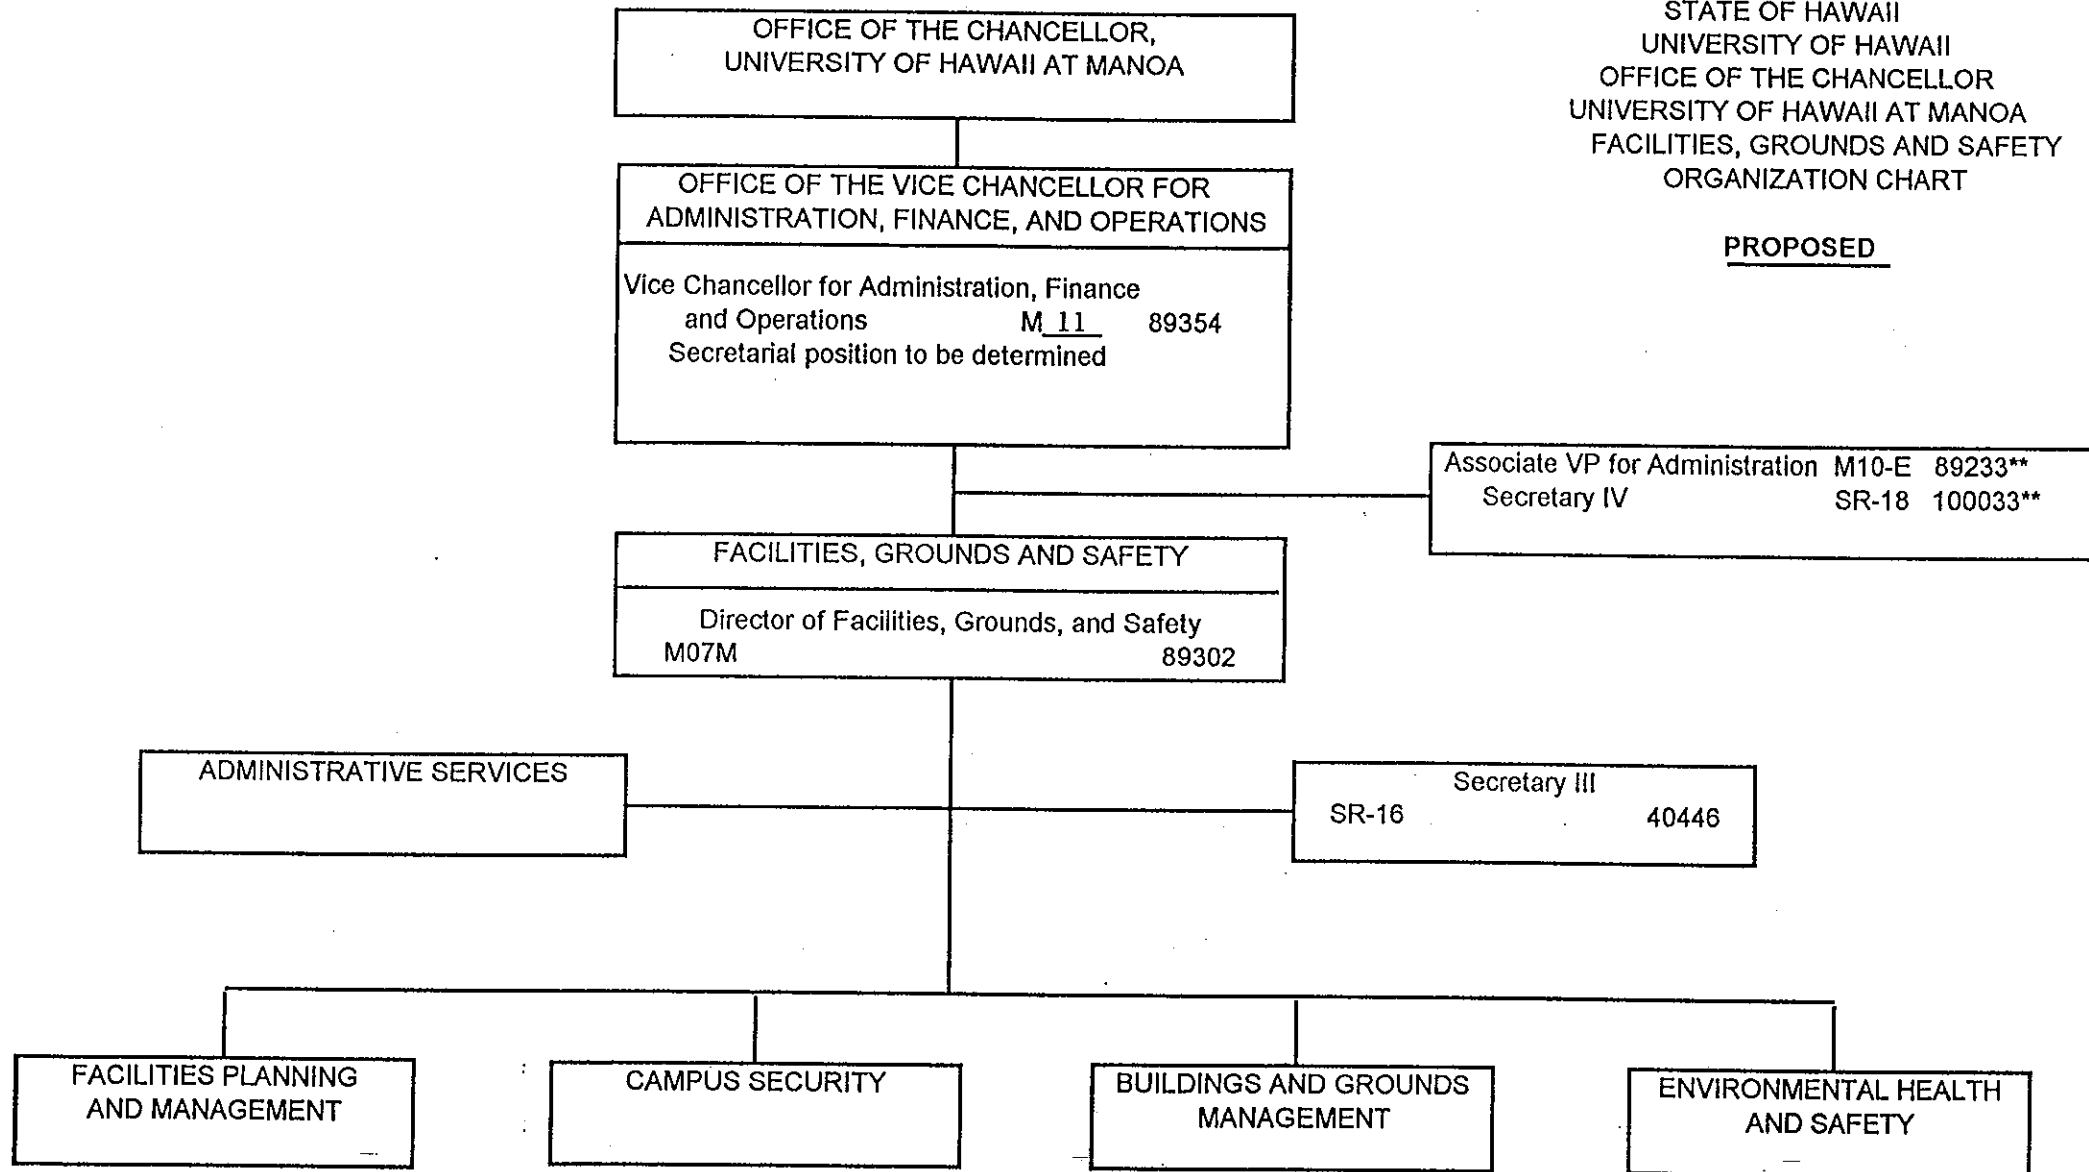 OFFICE OF THE CHANCELLOR,
UNIVERSITY OF HAWAII AT MANOA
STATE OF HAWAII
UNIVERSITY OF HAWAII
OFFICE OF THE CHANCELLOR
UNIVERSITY OF HAWAII AT MANOA
FACILITIES, GROUNDS AND SAFETY
ORGANIZATION CHART
PROPOSED
OFFICE OF THE VICE CHANCELLOR FOR
ADMINISTRATION, FINANCE, AND OPERATIONS
Vice Chancellor for Administration, Finance
and Operations M 11 89354
Secretarial position to be determined
Associate VP for Administration M10-E 89233**
Secretary IV SR-18 100033**
FACILITIES, GROUNDS AND SAFETY
Director of Facilities, Grounds, and Safety
M07M 89302
ADMINISTRATIVE SERVICES
Secretary III
SR-16 40446
FACILITIES PLANNING
AND MANAGEMENT
CAMPUS SECURITY
BUILDINGS AND GROUNDS
MANAGEMENT
ENVIRONMENTAL HEALTH
AND SAFETY